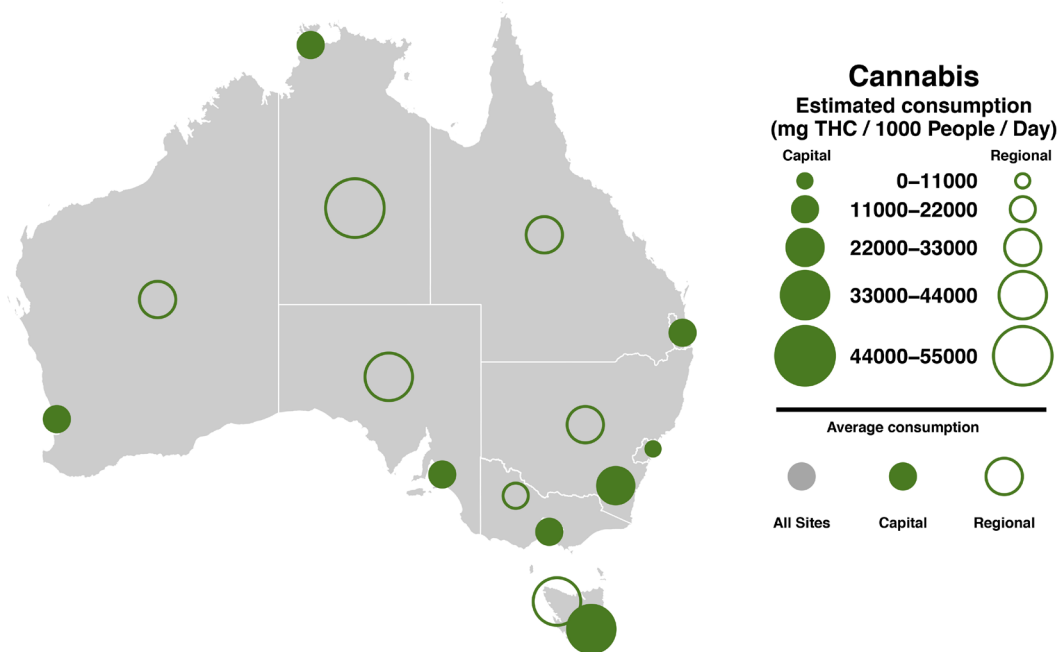 Cannabis
Estimated consumption
(mg THC / 1000 People / Day)
Capital Regional
0–11000
11000–22000
22000–33000
33000–44000
44000–55000
Average consumption
All Sites Capital Regional